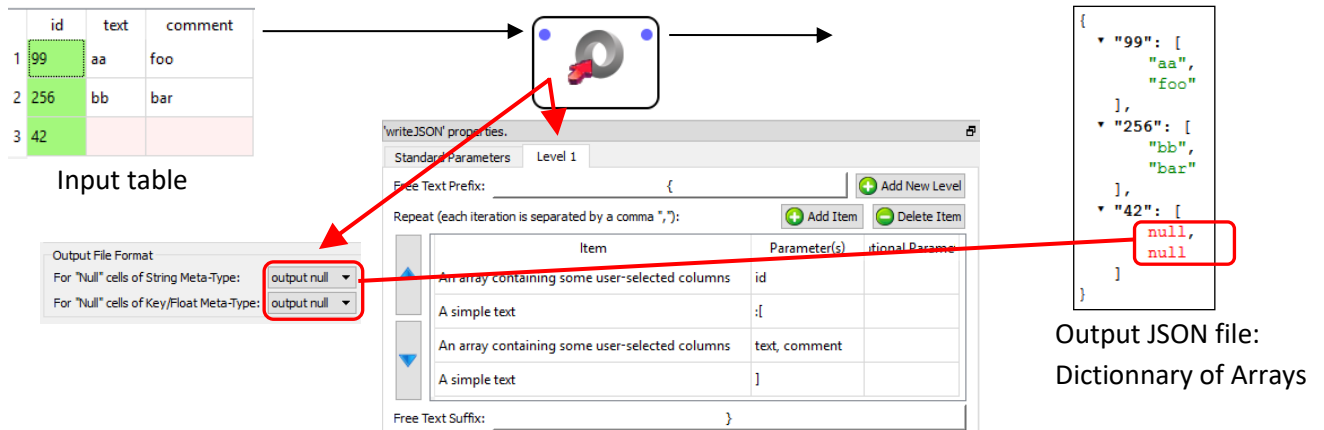 id text comment
1 99 aa foo
2 256 bb bar
3 42
Input table
'writeJSON' properties.
Standard Parameters Level 1
Free Text Prefix: { Add New Level
Repeat (each iteration is separated by a comma ","): Add Item Delete Item
Item Parameter(s) itional Parame
An array containing some user-selected columns id
A simple text :[
An array containing some user-selected columns text, comment
A simple text ]
Free Text Suffix: }
Output File Format
For "Null" cells of String Meta-Type: output null
For "Null" cells of Key/Float Meta-Type: output null
{
"99": [
"aa",
"foo"
],
"256": [
"bb",
"bar"
],
"42": [
null,
null
]
}
Output JSON file:
Dictionnary of Arrays